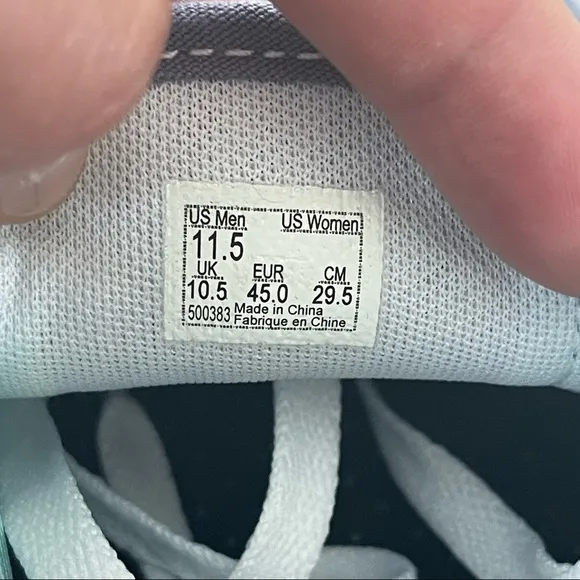 US Men US Women
11.5
UK EUR CM
10.5 45.0 29.5
500383 Made in China
Fabrique en Chine